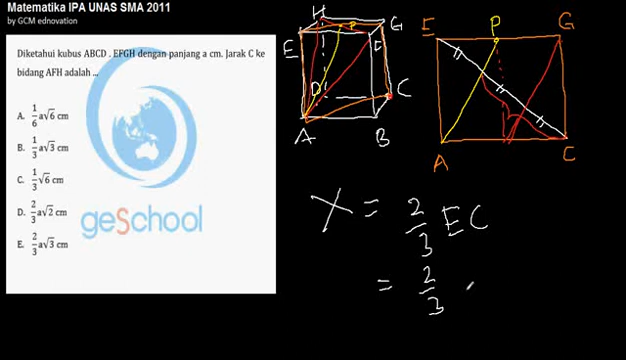 Matematika IPA UNAS SMA 2011
by GCM ednovation
Diketahui kubus ABCD . EFGH dengan panjang a cm. Jarak C ke
bidang AFH adalah ...
A. 1/6 a√6 cm
B. 1/3 a√3 cm
C. 1/3 √6 cm
D. 2/3 a√2 cm
E. 2/3 a√3 cm
geSchool
H
P
G
E
F
D
C
A
B
E
P
G
A
C
X = 2/3 EC
= 2/3